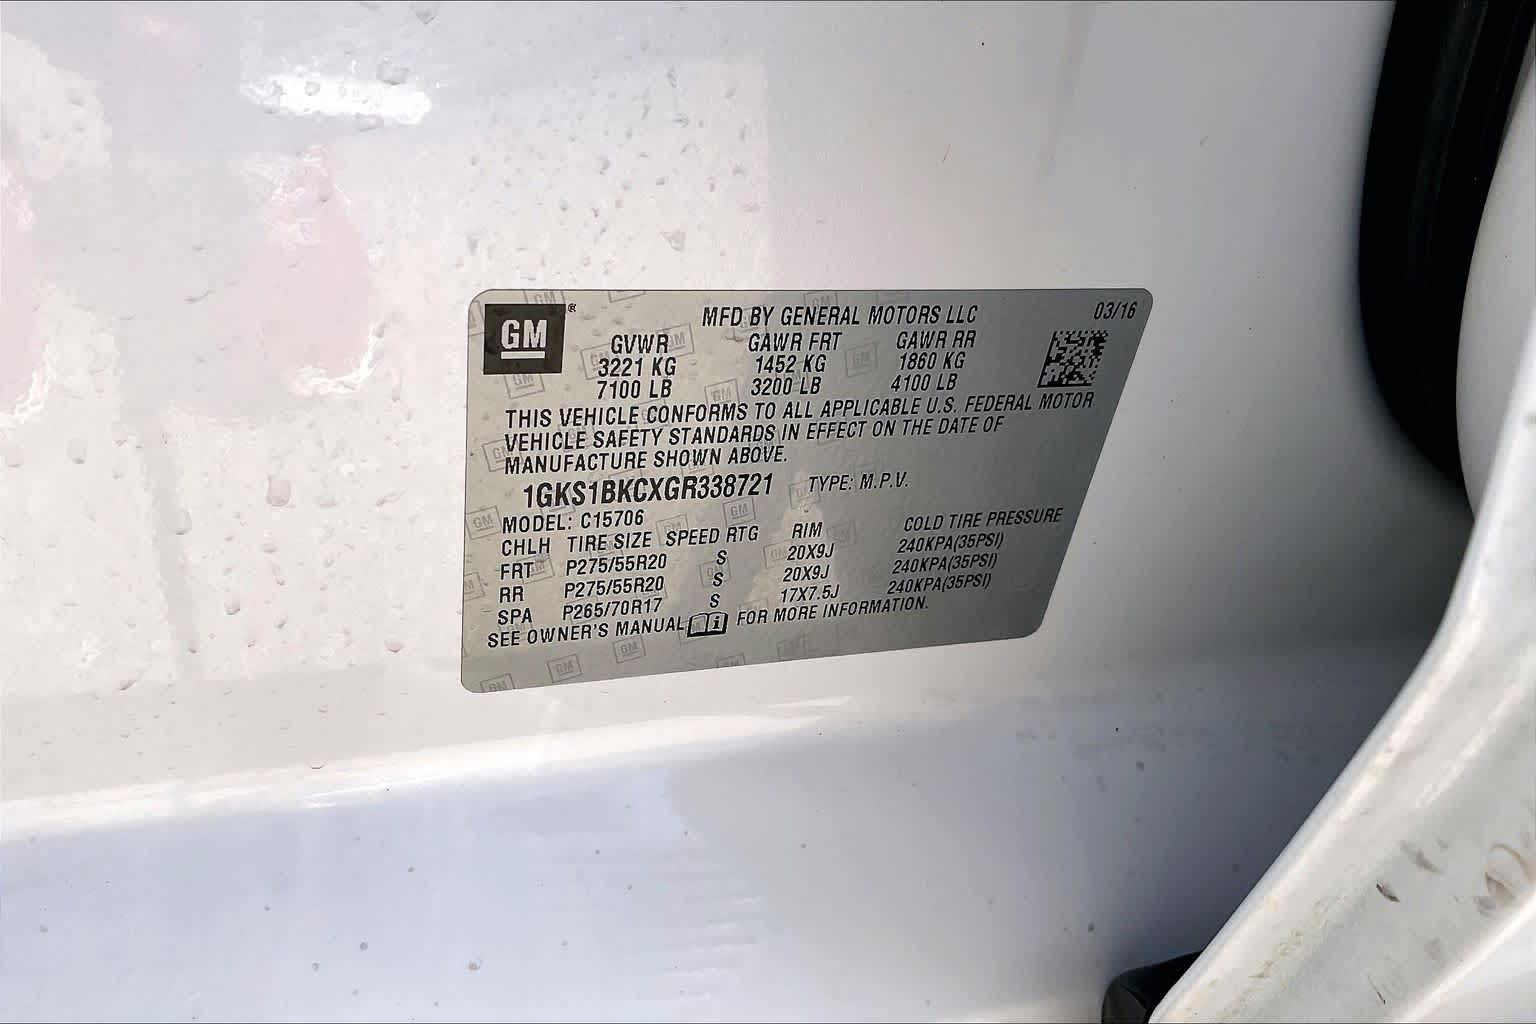 GM® MFD BY GENERAL MOTORS LLC 03/16
GVWR GAWR FRT GAWR RR
3221 KG 1452 KG 1860 KG
7100 LB 3200 LB 4100 LB
THIS VEHICLE CONFORMS TO ALL APPLICABLE U.S. FEDERAL MOTOR
VEHICLE SAFETY STANDARDS IN EFFECT ON THE DATE OF
MANUFACTURE SHOWN ABOVE.
1GKS1BKCXGR338721 TYPE: M.P.V.
MODEL: C15706
CHLH TIRE SIZE SPEED RTG RIM COLD TIRE PRESSURE
FRT P275/55R20 S 20X9J 240KPA(35PSI)
RR P275/55R20 S 20X9J 240KPA(35PSI)
SPA P265/70R17 S 17X7.5J 240KPA(35PSI)
SEE OWNER'S MANUAL i FOR MORE INFORMATION.